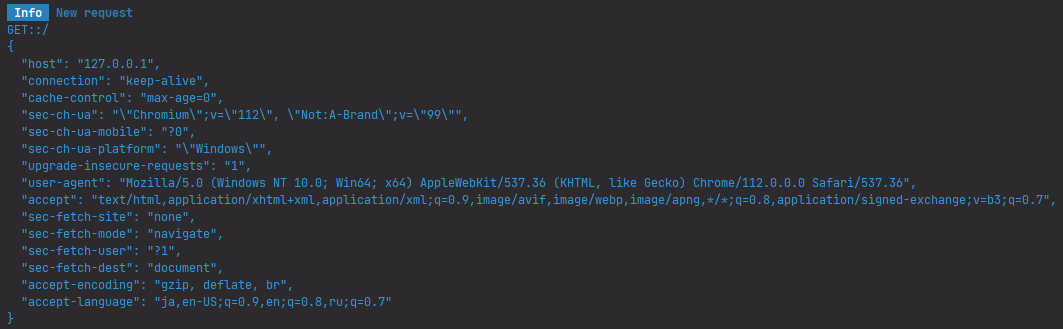 Info New request
GET::/
{
"host": "127.0.0.1",
"connection": "keep-alive",
"cache-control": "max-age=0",
"sec-ch-ua": "\"Chromium\";v=\"112\", \"Not:A-Brand\";v=\"99\"",
"sec-ch-ua-mobile": "?0",
"sec-ch-ua-platform": "\"Windows\"",
"upgrade-insecure-requests": "1",
"user-agent": "Mozilla/5.0 (Windows NT 10.0; Win64; x64) AppleWebKit/537.36 (KHTML, like Gecko) Chrome/112.0.0.0 Safari/537.36",
"accept": "text/html,application/xhtml+xml,application/xml;q=0.9,image/avif,image/webp,image/apng,*/*;q=0.8,application/signed-exchange;v=b3;q=0.7",
"sec-fetch-site": "none",
"sec-fetch-mode": "navigate",
"sec-fetch-user": "?1",
"sec-fetch-dest": "document",
"accept-encoding": "gzip, deflate, br",
"accept-language": "ja,en-US;q=0.9,en;q=0.8,ru;q=0.7"
}